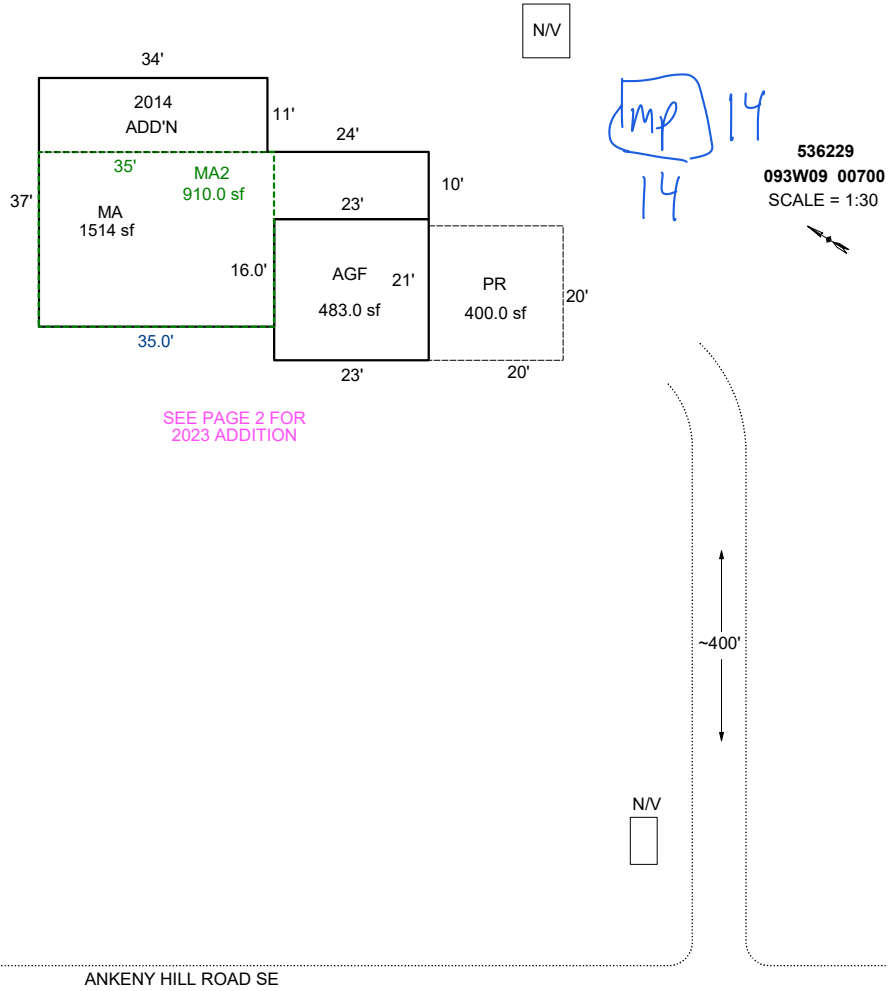 N/V
34'
2014
ADD'N
11'
24'
Imp 14
14
536229
093W09 00700
SCALE = 1:30
35'
MA2
910.0 sf
37'
MA
1514 sf
10'
23'
16.0'
AGF
21'
483.0 sf
PR
400.0 sf
20'
35.0'
23'
20'
SEE PAGE 2 FOR
2023 ADDITION
~400'
N/V
ANKENY HILL ROAD SE